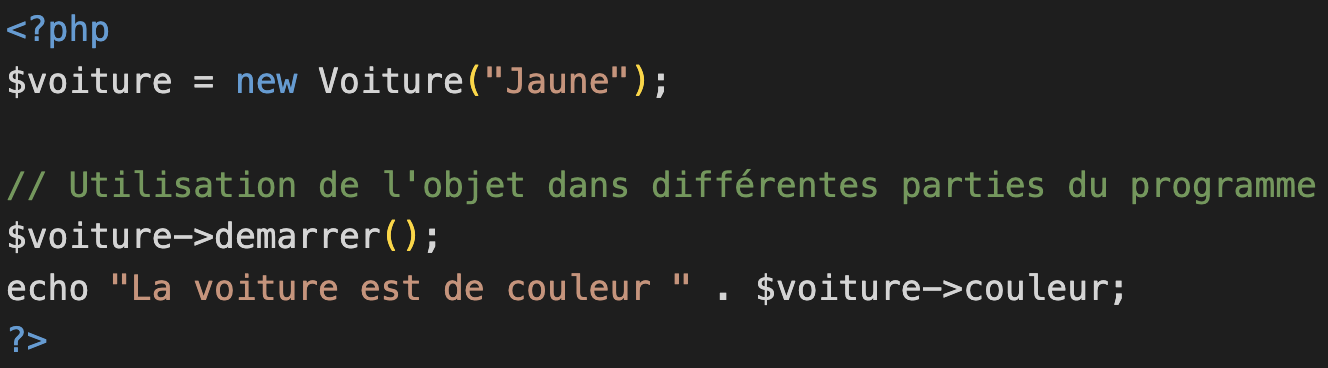 <?php
$voiture = new Voiture("Jaune");
// Utilisation de l'objet dans différentes parties du programme
$voiture->demarrer();
echo "La voiture est de couleur " . $voiture->couleur;
?>